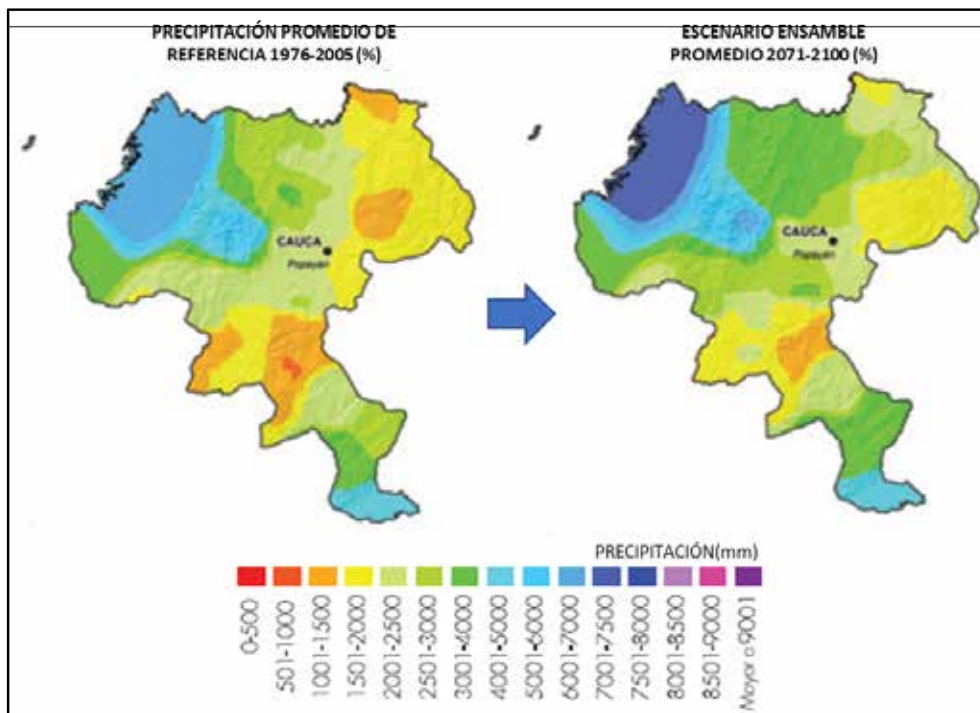 PRECIPITACIÓN PROMEDIO DE
REFERENCIA 1976-2005 (%)
ESCENARIO ENSAMBLE
PROMEDIO 2071-2100 (%)
CAUCA
Popayán
CAUCA
Popayán
PRECIPITACIÓN(mm)
0-500
501-1000
1001-1500
1501-2000
2001-2500
2501-3000
3001-4000
4001-5000
5001-6000
6001-7000
7001-7500
7501-8000
8001-8500
8501-9000
Mayor a 9001